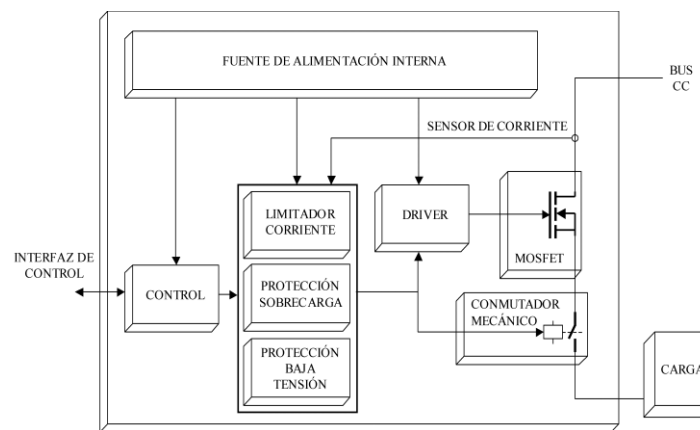 FUENTE DE ALIMENTACIÓN INTERNA
BUS
CC
SENSOR DE CORRIENTE
LIMITADOR
CORRIENTE
DRIVER
MOSFET
INTERFAZ DE
CONTROL
CONTROL
PROTECCIÓN
SOBRECARGA
CONMUTADOR
MECÁNICO
PROTECCIÓN
BAJA
TENSIÓN
CARGA